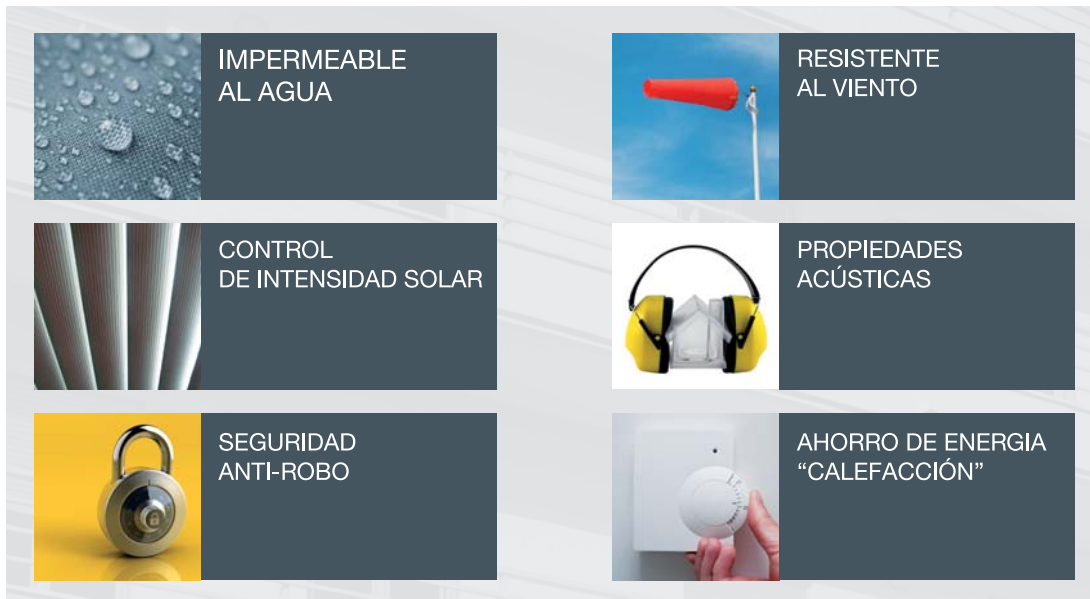 IMPERMEABLE
AL AGUA
RESISTENTE
AL VIENTO
CONTROL
DE INTENSIDAD SOLAR
PROPIEDADES
ACÚSTICAS
SEGURIDAD
ANTI-ROBO
AHORRO DE ENERGIA
“CALEFACCIÓN”